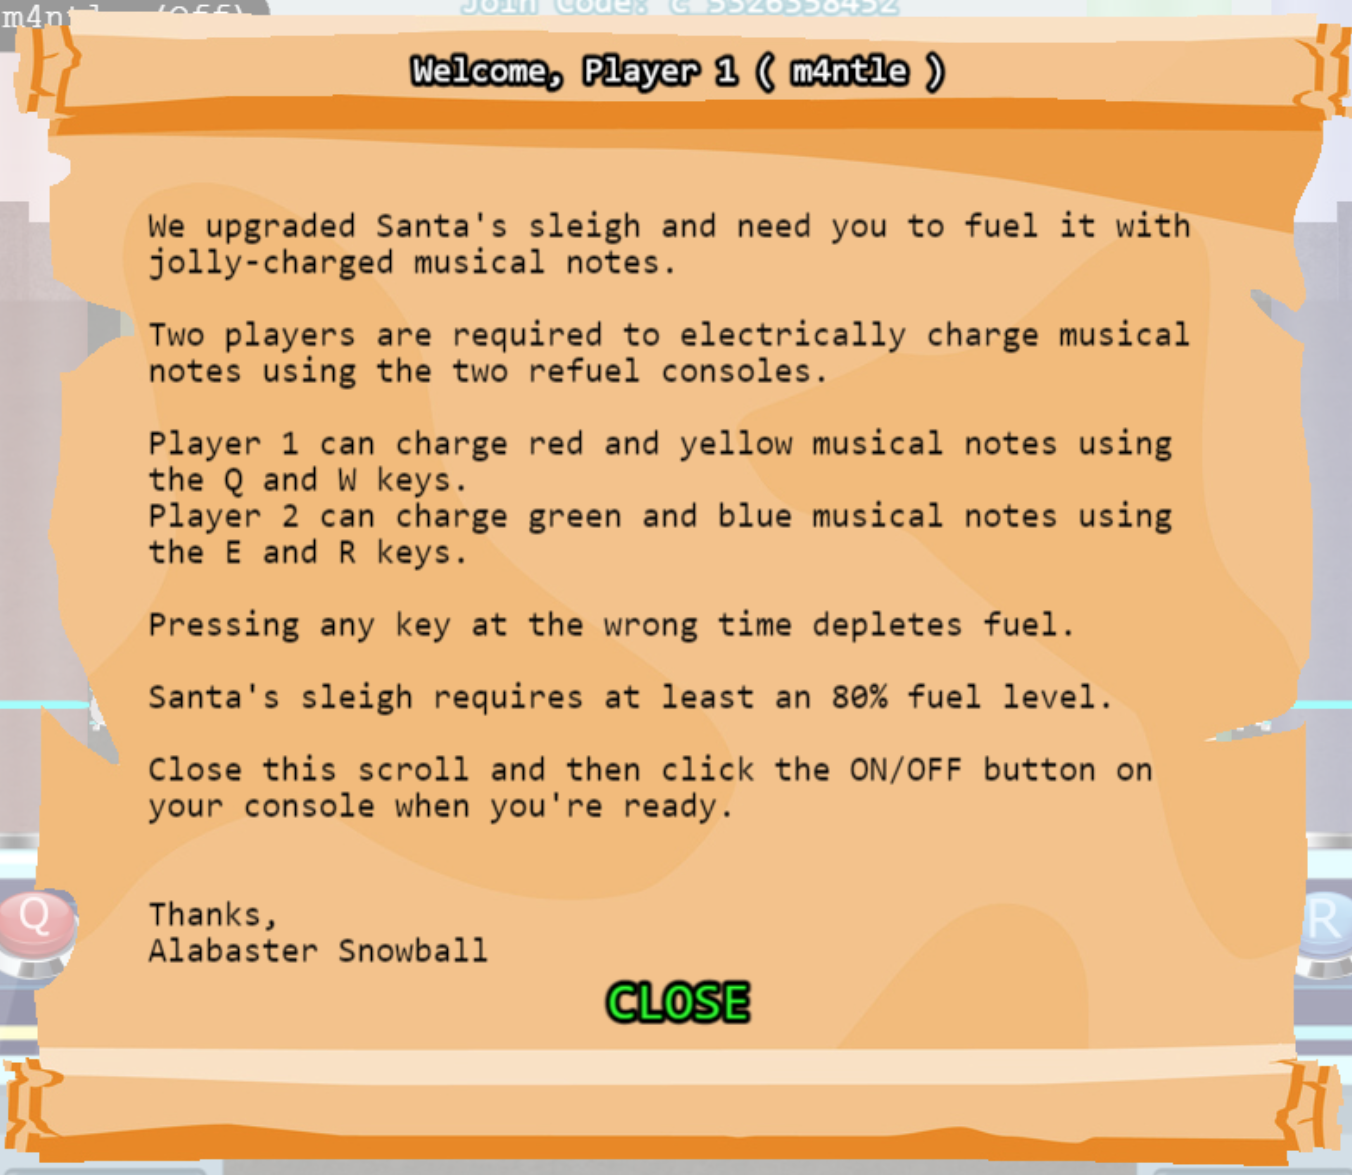 Join Code: c 5526558452
Welcome, Player 1 ( m4ntle )
We upgraded Santa's sleigh and need you to fuel it with
jolly-charged musical notes.
Two players are required to electrically charge musical
notes using the two refuel consoles.
Player 1 can charge red and yellow musical notes using
the Q and W keys.
Player 2 can charge green and blue musical notes using
the E and R keys.
Pressing any key at the wrong time depletes fuel.
Santa's sleigh requires at least an 80% fuel level.
Close this scroll and then click the ON/OFF button on
your console when you're ready.
Q
R
Thanks,
Alabaster Snowball
CLOSE